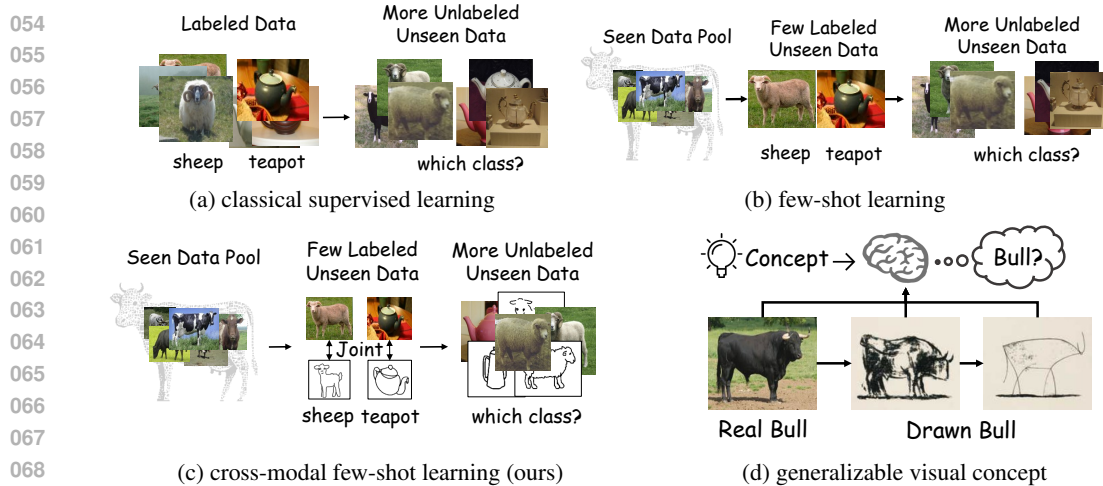 054
055
056
057
058
059
060
061
062
063
064
065
066
067
068
Labeled Data
More Unlabeled
Unseen Data
sheep
teapot
which class?
(a) classical supervised learning
Seen Data Pool
Few Labeled
Unseen Data
More Unlabeled
Unseen Data
sheep
teapot
which class?
(b) few-shot learning
Seen Data Pool
Few Labeled
Unseen Data
More Unlabeled
Unseen Data
Joint
sheep
teapot
which class?
(c) cross-modal few-shot learning (ours)
Concept
Bull?
Real Bull
Drawn Bull
(d) generalizable visual concept